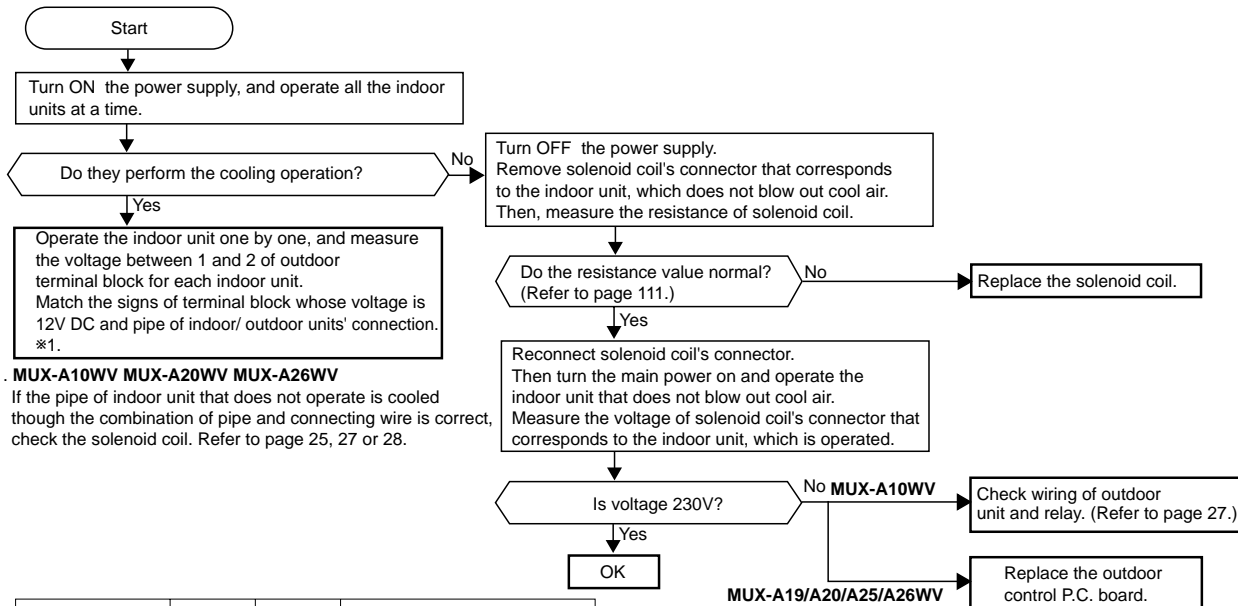 Start
Turn ON the power supply, and operate all the indoor
units at a time.
Do they perform the cooling operation?
No
Yes
Operate the indoor unit one by one, and measure
the voltage between 1 and 2 of outdoor
terminal block for each indoor unit.
Match the signs of terminal block whose voltage is
12V DC and pipe of indoor/ outdoor units' connection.
※1.
. MUX-A10WV MUX-A20WV MUX-A26WV
If the pipe of indoor unit that does not operate is cooled
though the combination of pipe and connecting wire is correct,
check the solenoid coil. Refer to page 25, 27 or 28.
Turn OFF the power supply.
Remove solenoid coil's connector that corresponds
to the indoor unit, which does not blow out cool air.
Then, measure the resistance of solenoid coil.
Do the resistance value normal?
(Refer to page 111.)
No
Replace the solenoid coil.
Yes
Reconnect solenoid coil's connector.
Then turn the main power on and operate the
indoor unit that does not blow out cool air.
Measure the voltage of solenoid coil's connector that
corresponds to the indoor unit, which is operated.
Is voltage 230V?
No MUX-A10WV
Check wiring of outdoor
unit and relay. (Refer to page 27.)
Yes
OK
MUX-A19/A20/A25/A26WV
Replace the outdoor
control P.C. board.